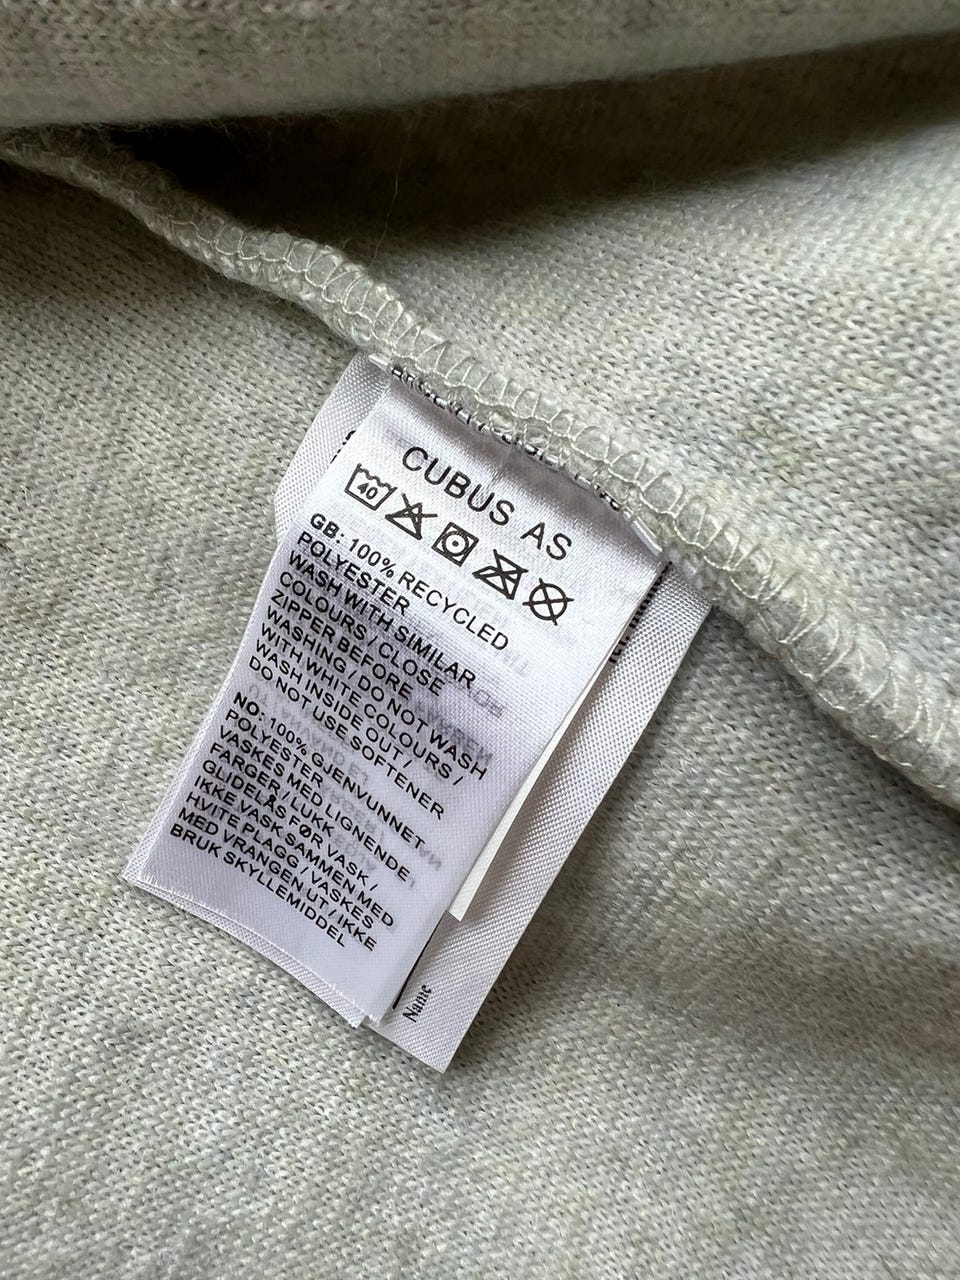 CUBUS AS
40
GB: 100% RECYCLED
POLYESTER
WASH WITH SIMILAR
COLOURS / CLOSE
ZIPPER BEFORE
WASHING / DO NOT WASH
WITH WHITE COLOURS /
WASH INSIDE OUT /
DO NOT USE SOFTENER
NO: 100% GJENVUNNET
POLYESTER
VASKES MED LIGNENDE
FARGER / LUKK
GLIDELÅS FØR VASK /
IKKE VASK SAMMEN MED
HVITE PLAGG / VASKES
MED VRANGEN UT / IKKE
BRUK SKYLLEMIDDEL
Name